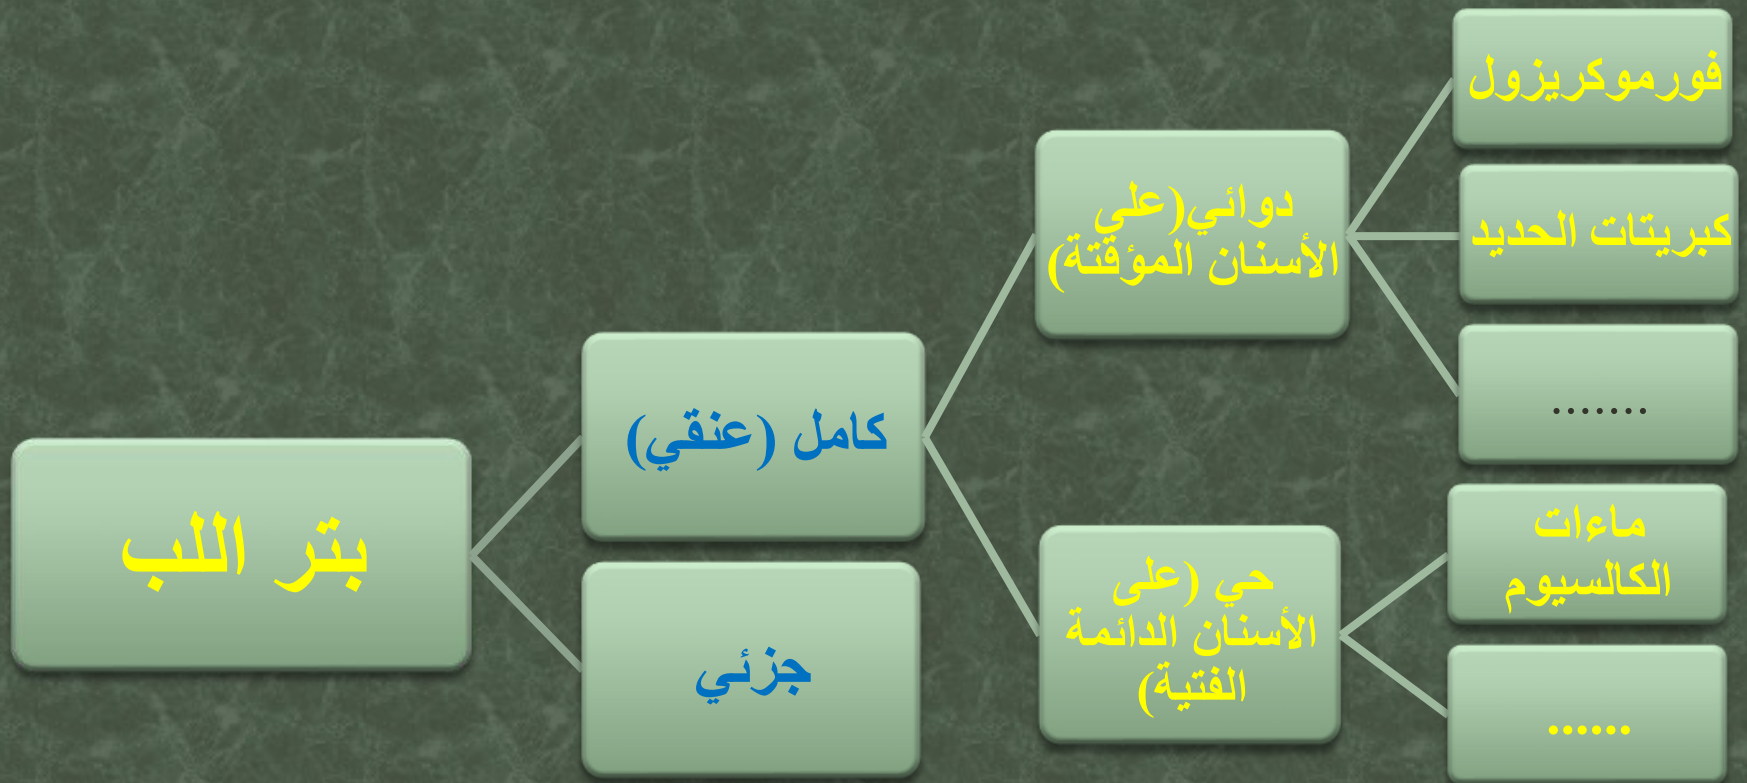 بتر اللب
كامل (عنقي)
جزئي
دوائي(علي
الأسنان المؤقتة)
حي (على
الأسنان الدائمة
الفتية)
فورموكريزول
كبريتات الحديد
.......
ماءات
الكالسيوم
......